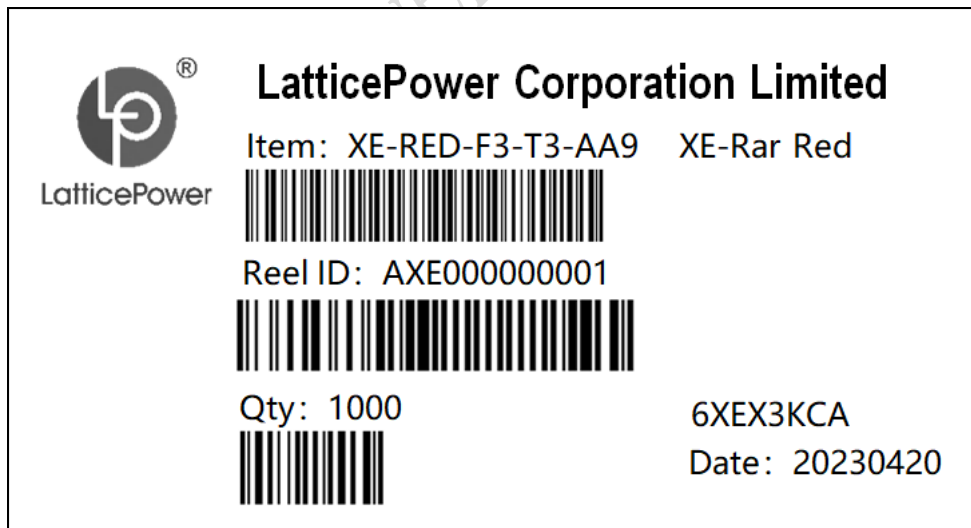 LatticePower Corporation Limited
®
LatticePower
Item: XE-RED-F3-T3-AA9 XE-Rar Red
Reel ID: AXE000000001
Qty: 1000
6XEX3KCA
Date: 20230420